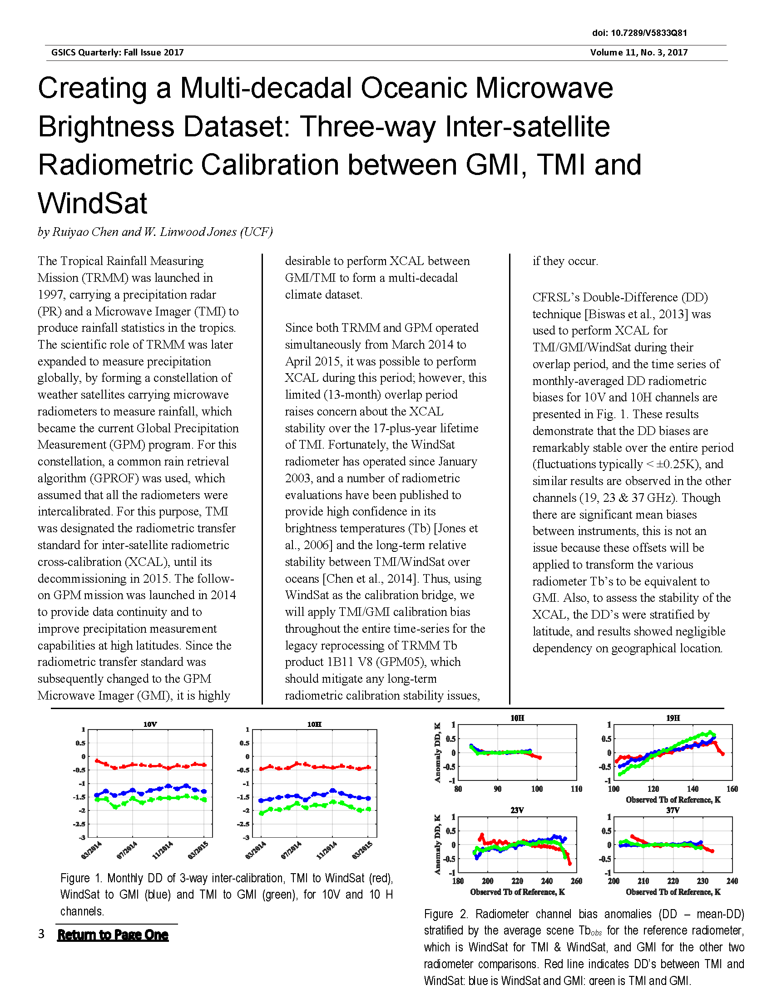 doi: 10.7289/V5833Q81
GSICS Quarterly: Fall Issue 2017
Volume 11, No. 3, 2017
Creating a Multi-decadal Oceanic Microwave
Brightness Dataset: Three-way Inter-satellite
Radiometric Calibration between GMI, TMI and
WindSat
by Ruiyao Chen and W. Linwood Jones (UCF)
The Tropical Rainfall Measuring
Mission (TRMM) was launched in
1997, carrying a precipitation radar
(PR) and a Microwave Imager (TMI) to
produce rainfall statistics in the tropics.
The scientific role of TRMM was later
expanded to measure precipitation
globally, by forming a constellation of
weather satellites carrying microwave
radiometers to measure rainfall, which
became the current Global Precipitation
Measurement (GPM) program. For this
constellation, a common rain retrieval
algorithm (GPROF) was used, which
assumed that all the radiometers were
intercalibrated. For this purpose, TMI
was designated the radiometric transfer
standard for inter-satellite radiometric
cross-calibration (XCAL), until its
decommissioning in 2015. The follow-
on GPM mission was launched in 2014
to provide data continuity and to
improve precipitation measurement
capabilities at high latitudes. Since the
radiometric transfer standard was
subsequently changed to the GPM
Microwave Imager (GMI), it is highly
desirable to perform XCAL between
GMI/TMI to form a multi-decadal
climate dataset.
Since both TRMM and GPM operated
simultaneously from March 2014 to
April 2015, it was possible to perform
XCAL during this period; however, this
limited (13-month) overlap period
raises concern about the XCAL
stability over the 17-plus-year lifetime
of TMI. Fortunately, the WindSat
radiometer has operated since January
2003, and a number of radiometric
evaluations have been published to
provide high confidence in its
brightness temperatures (Tb) [Jones et
al., 2006] and the long-term relative
stability between TMI/WindSat over
oceans [Chen et al., 2014]. Thus, using
WindSat as the calibration bridge, we
will apply TMI/GMI calibration bias
throughout the entire time-series for the
legacy reprocessing of TRMM Tb
product 1B11 V8 (GPM05), which
should mitigate any long-term
radiometric calibration stability issues,
if they occur.
CFRSL's Double-Difference (DD)
technique [Biswas et al., 2013] was
used to perform XCAL for
TMI/GMI/WindSat during their
overlap period, and the time series of
monthly-averaged DD radiometric
biases for 10V and 10H channels are
presented in Fig. 1. These results
demonstrate that the DD biases are
remarkably stable over the entire period
(fluctuations typically < ±0.25K), and
similar results are observed in the other
channels (19, 23 & 37 GHz). Though
there are significant mean biases
between instruments, this is not an
issue because these offsets will be
applied to transform the various
radiometer Tb's to be equivalent to
GMI. Also, to assess the stability of the
XCAL, the DD's were stratified by
latitude, and results showed negligible
dependency on geographical location.
10V
1
0.5
0
-0.5
-1
-1.5
-2
-2.5
-3
03/2014 07/2014 11/2014 03/2015
10H
1
0.5
0
-0.5
-1
-1.5
-2
-2.5
-3
03/2014 07/2014 11/2014 03/2015
Figure 1. Monthly DD of 3-way inter-calibration, TMI to WindSat (red),
WindSat to GMI (blue) and TMI to GMI (green), for 10V and 10 H
channels.
10H
Anomaly DD, K
1
0.5
0
-0.5
-1
80 90 100 110
19H
1
0.5
0
-0.5
-1
100 120 140 160
Observed Tb of Reference, K
23V
Anomaly DD, K
1
0.5
0
-0.5
-1
180 200 220 240 260
Observed Tb of Reference, K
37V
1
0.5
0
-0.5
-1
200 210 220 230 240
Observed Tb of Reference, K
Figure 2. Radiometer channel bias anomalies (DD – mean-DD)
stratified by the average scene Tbobs for the reference radiometer,
which is WindSat for TMI & WindSat, and GMI for the other two
radiometer comparisons. Red line indicates DD's between TMI and
WindSat: blue is WindSat and GMI: green is TMI and GMI.
3 Return to Page One